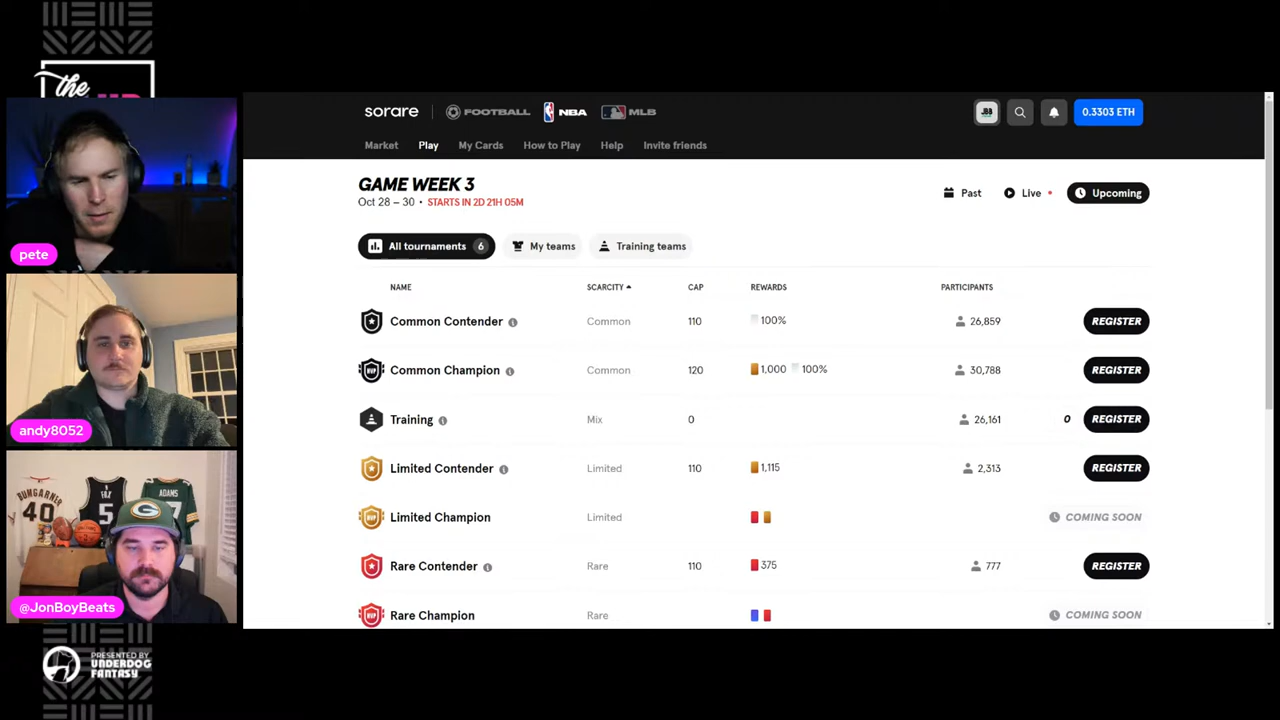 the
pete
andy8052
BUMGARNER
40
FOX
5
ADAMS
@JonBoyBeats
PRESENTED BY
UNDERDOG
FANTASY
sorare FOOTBALL NBA MLB 0.3303 ETH
Market Play My Cards How to Play Help Invite friends
GAME WEEK 3
Oct 28 – 30 • STARTS IN 2D 21H 05M
Past Live Upcoming
All tournaments 6 My teams Training teams
NAME SCARCITY CAP REWARDS PARTICIPANTS
Common Contender Common 110 100% 26,859 REGISTER
Common Champion Common 120 1,000 100% 30,788 REGISTER
Training Mix 0 26,161 0 REGISTER
Limited Contender Limited 110 1,115 2,313 REGISTER
Limited Champion Limited COMING SOON
Rare Contender Rare 110 375 777 REGISTER
Rare Champion Rare COMING SOON